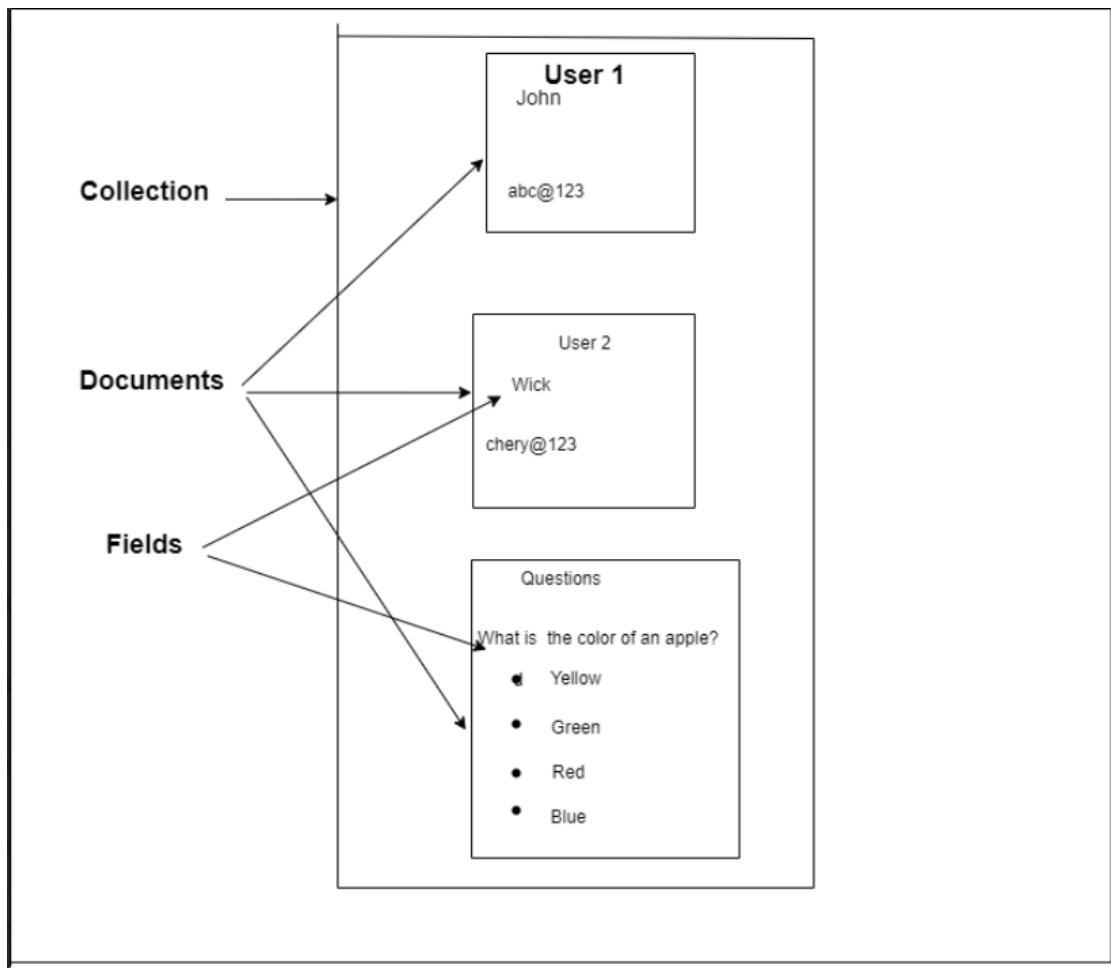 User 1
John
Collection
abc@123
User 2
Documents
Wick
chery@123
Fields
Questions
What is the color of an apple?
Yellow
Green
Red
Blue